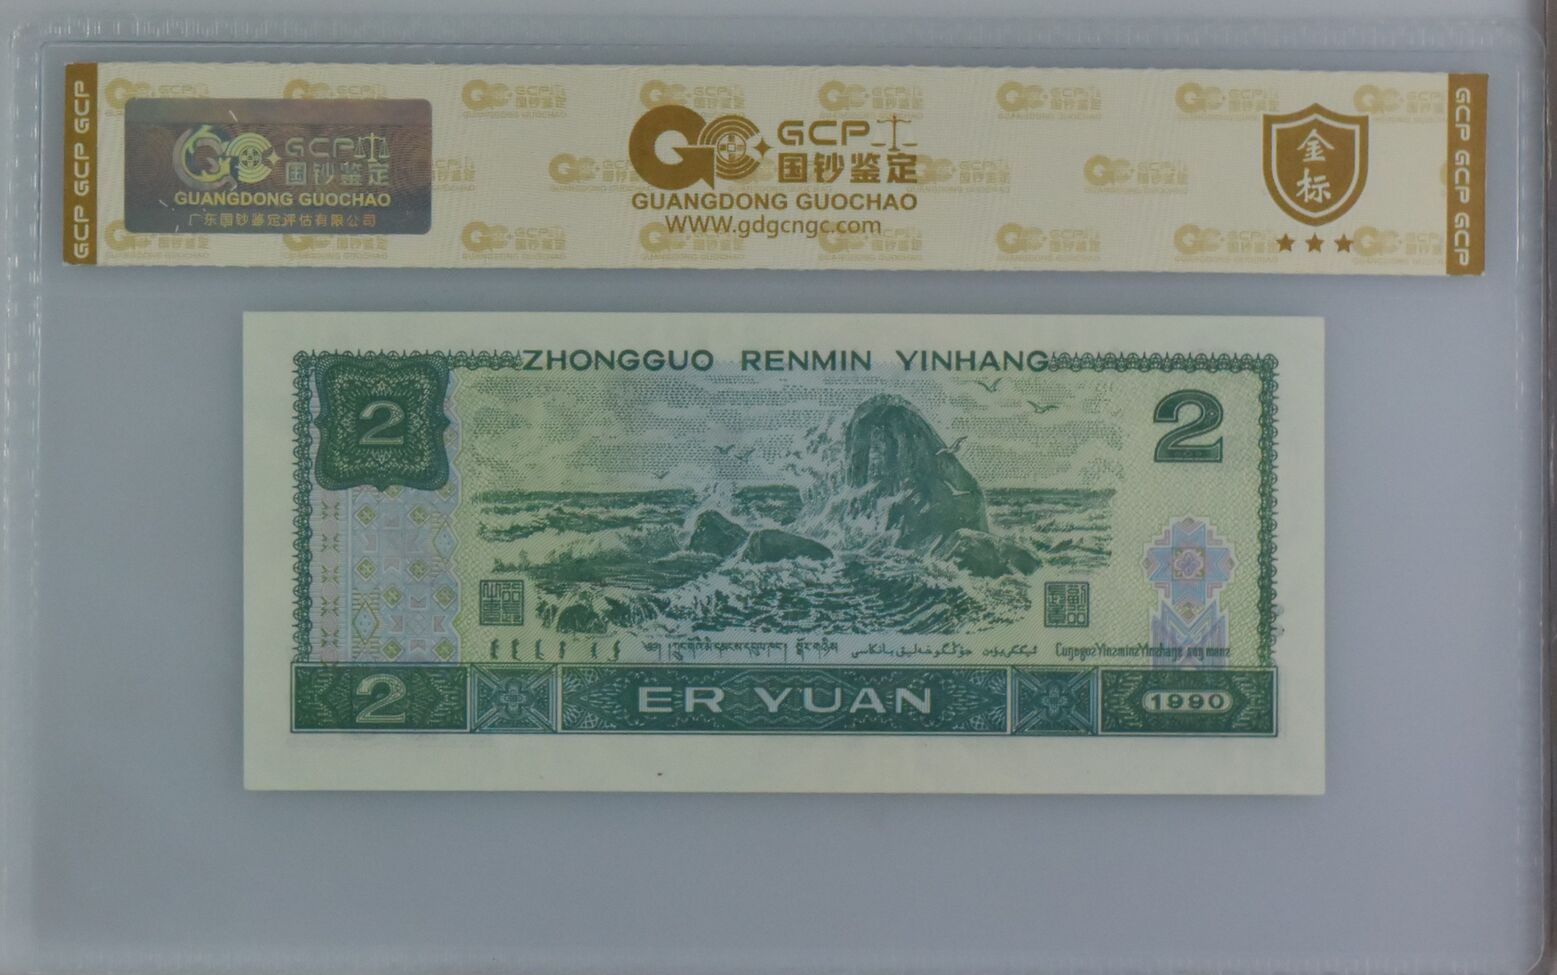 GCP GCP GCP
GCP
国钞鉴定
GUANGDONG GUOCHAO
广东国钞鉴定评估有限公司
GCP
国钞鉴定
GUANGDONG GUOCHAO
WWW.gdgcngc.com
金标
GCP GCP GCP
ZHONGGUO RENMIN YINHANG
2
2
2
ER YUAN
1990